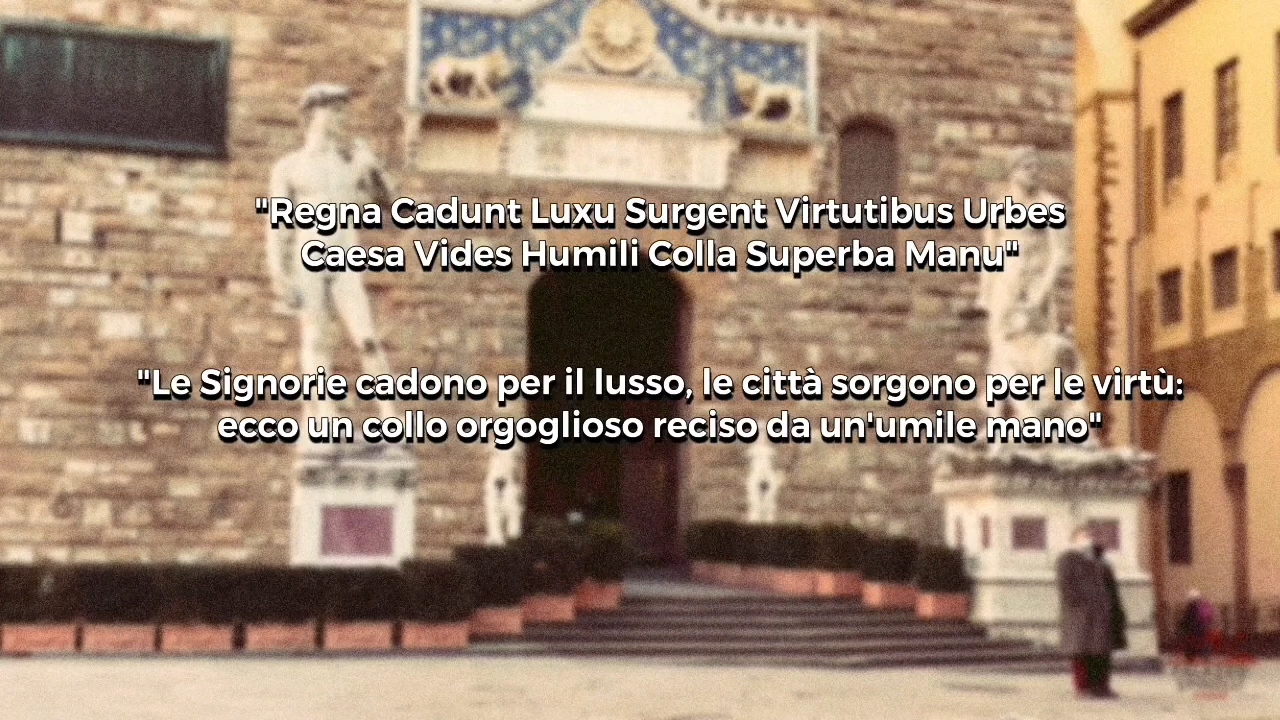 "Regna Cadunt Luxu Surgent Virtutibus Urbes
Caesa Vides Humili Colla Superba Manu"
"Le Signorie cadono per il lusso, le città sorgono per le virtù:
ecco un collo orgoglioso reciso da un'umile mano"